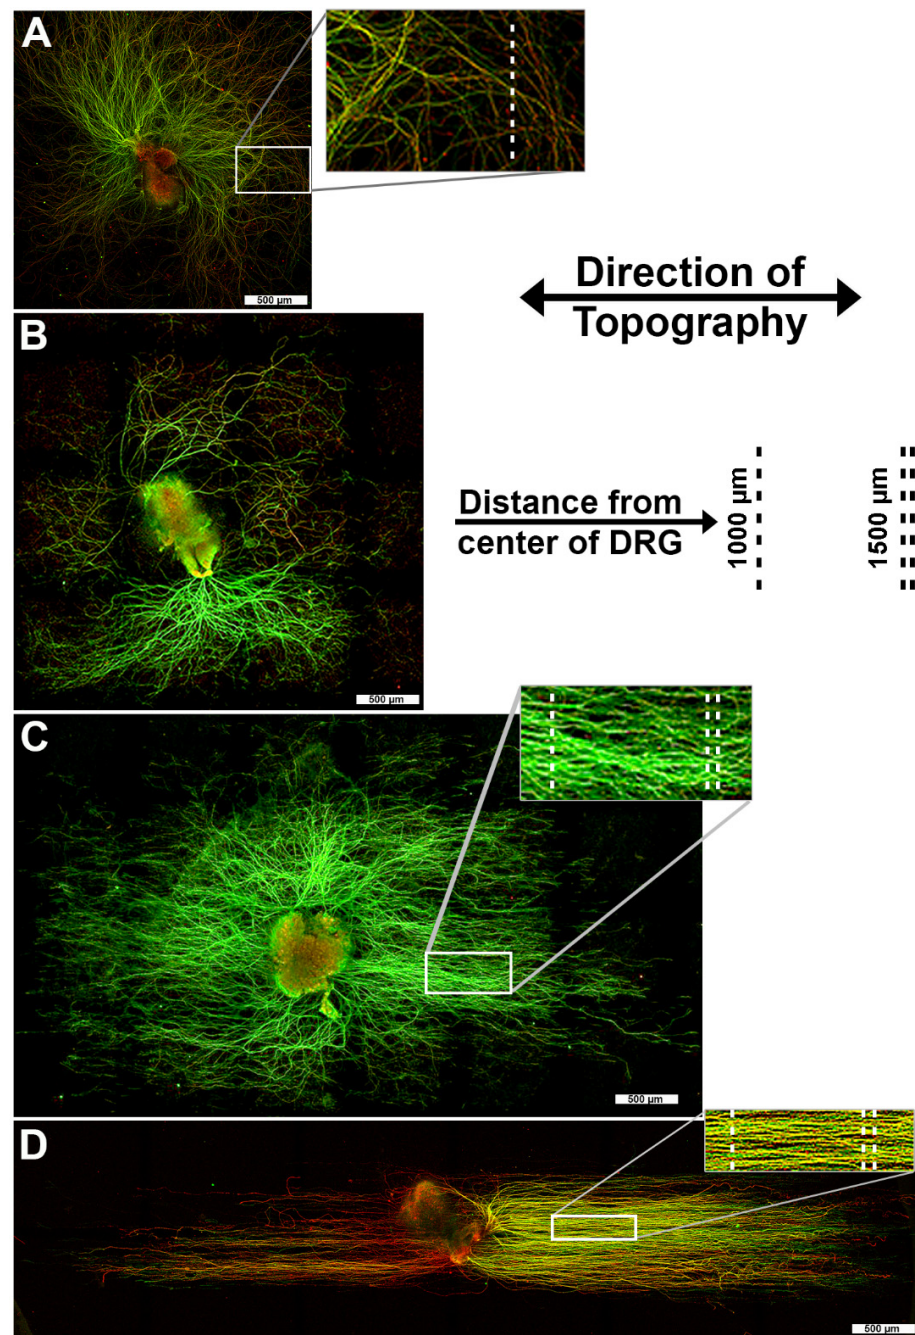 A
500 µm
Direction of
Topography
B
500 µm
Distance from
center of DRG
1000 µm
1500 µm
C
500 µm
D
500 µm